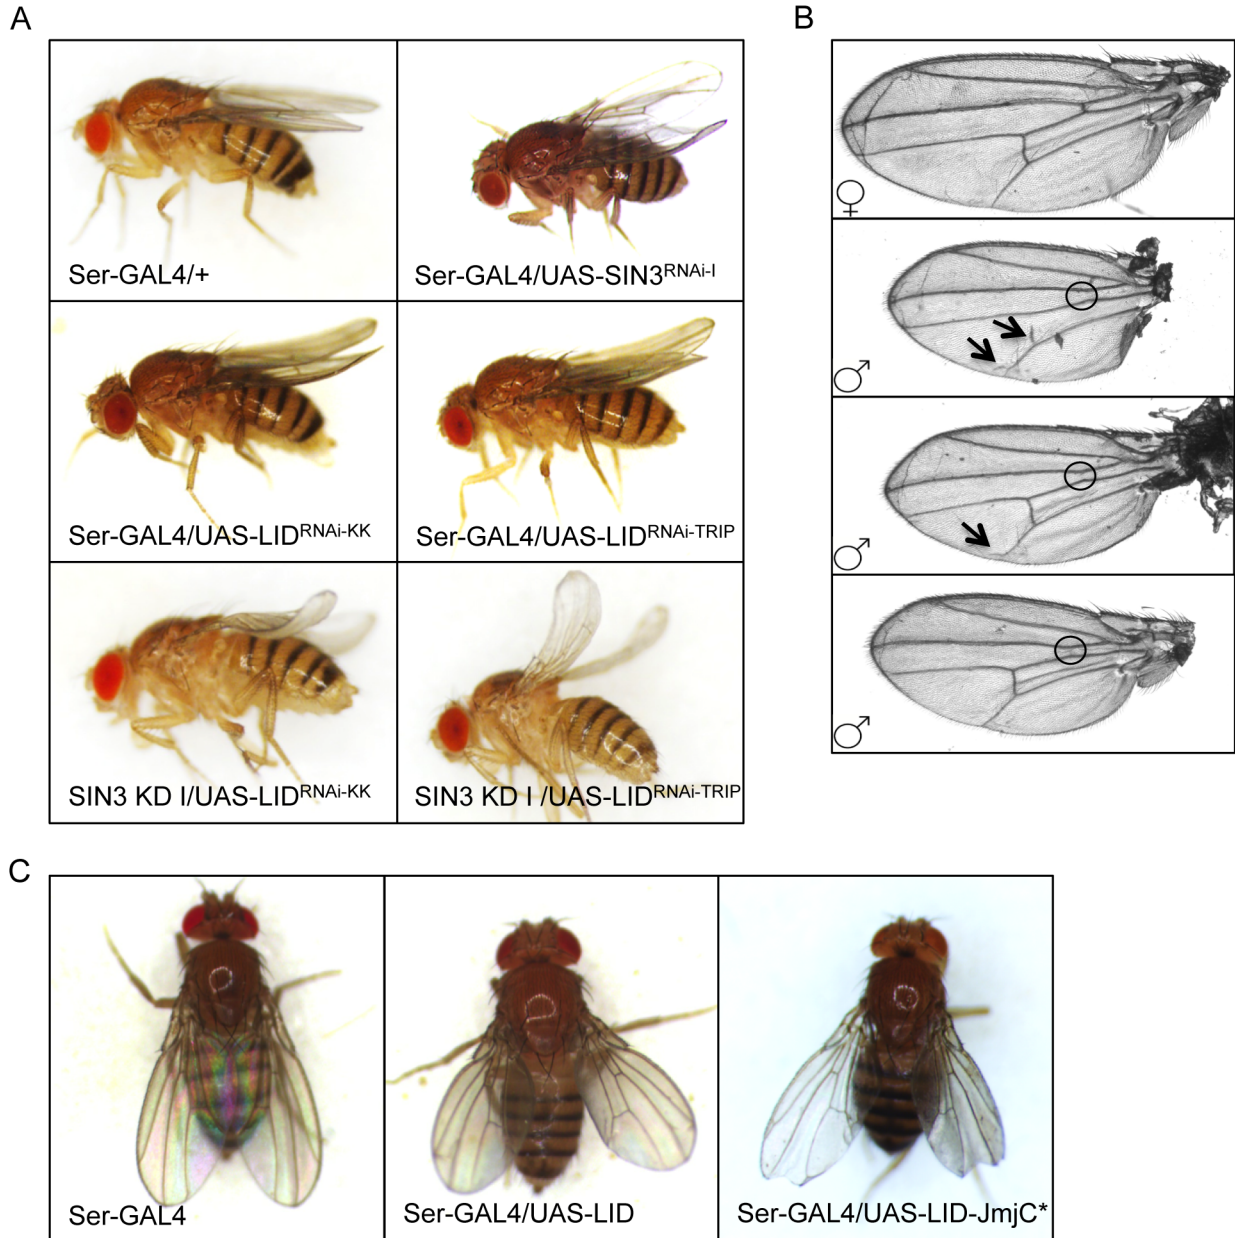 A
B
Ser-GAL4/+
Ser-GAL4/UAS-SIN3RNAi-I
Ser-GAL4/UAS-LIDRNAi-KK
Ser-GAL4/UAS-LIDRNAi-TRIP
SIN3 KD I/UAS-LIDRNAi-KK
SIN3 KD I /UAS-LIDRNAi-TRIP
♀
♂
♂
♂
C
Ser-GAL4
Ser-GAL4/UAS-LID
Ser-GAL4/UAS-LID-JmjC*